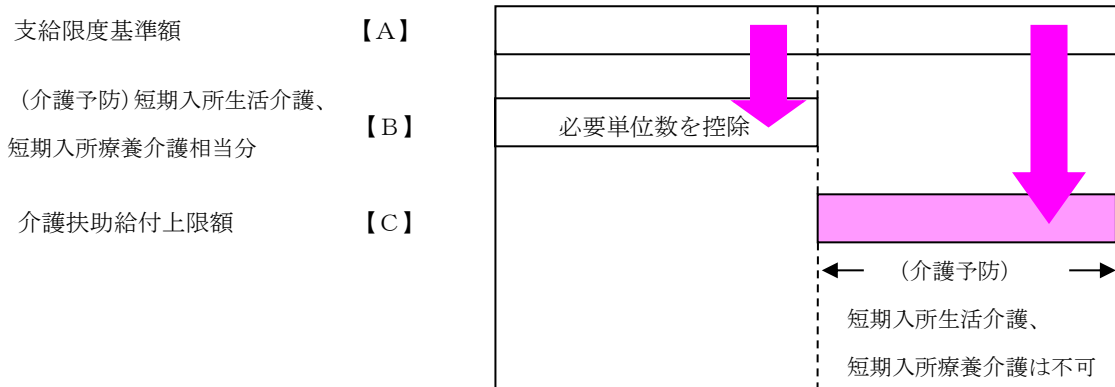 支給限度基準額 【A】
(介護予防)短期入所生活介護、
短期入所療養介護相当分
【B】
必要単位数を控除
介護扶助給付上限額 【C】
(介護予防)
短期入所生活介護、
短期入所療養介護は不可